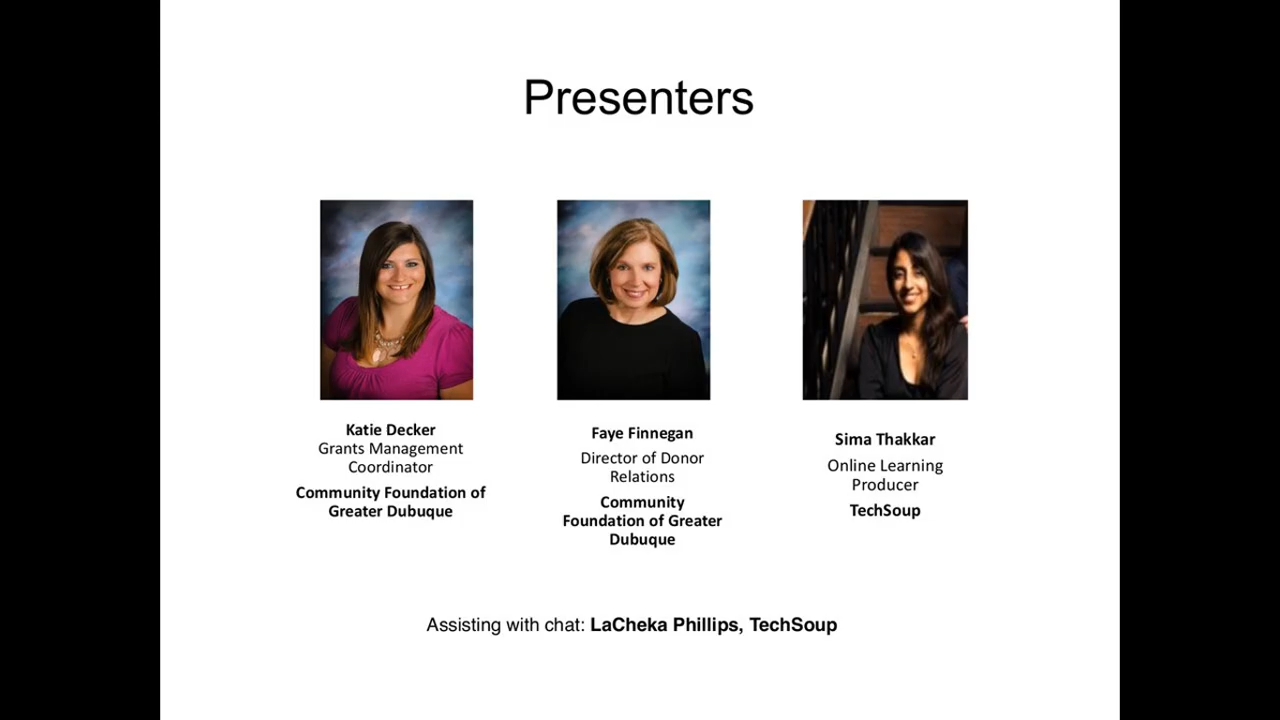 Presenters
Katie Decker
Grants Management
Coordinator
Community Foundation of
Greater Dubuque
Faye Finnegan
Director of Donor
Relations
Community
Foundation of Greater
Dubuque
Sima Thakkar
Online Learning
Producer
TechSoup
Assisting with chat: LaCheka Phillips, TechSoup